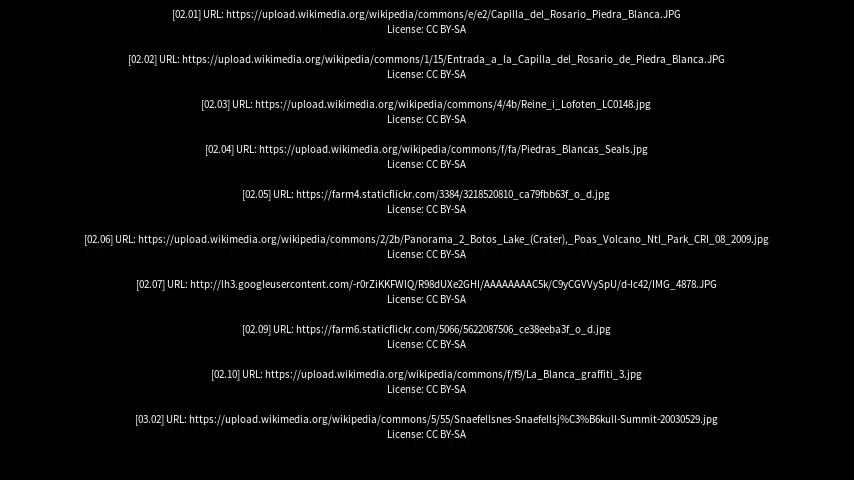 [02.01] URL: https://upload.wikimedia.org/wikipedia/commons/e/e2/Capilla_del_Rosario_Piedra_Blanca.JPG
License: CC BY-SA
[02.02] URL: https://upload.wikimedia.org/wikipedia/commons/1/15/Entrada_a_la_Capilla_del_Rosario_de_Piedra_Blanca.JPG
License: CC BY-SA
[02.03] URL: https://upload.wikimedia.org/wikipedia/commons/4/4b/Reine_i_Lofoten_LC0148.jpg
License: CC BY-SA
[02.04] URL: https://upload.wikimedia.org/wikipedia/commons/f/fa/Piedras_Blancas_Seals.jpg
License: CC BY-SA
[02.05] URL: https://farm4.staticflickr.com/3384/3218520810_ca79fbb63f_o_d.jpg
License: CC BY-SA
[02.06] URL: https://upload.wikimedia.org/wikipedia/commons/2/2b/Panorama_2_Botos_Lake_(Crater),_Poas_Volcano_Ntl_Park_CRI_08_2009.jpg
License: CC BY-SA
[02.07] URL: http://lh3.googleusercontent.com/-r0rZiKKFWIQ/R98dUXe2GHI/AAAAAAAAC5k/C9yCGVVySpU/d-Ic42/IMG_4878.JPG
License: CC BY-SA
[02.09] URL: https://farm6.staticflickr.com/5066/5622087506_ce38eeba3f_o_d.jpg
License: CC BY-SA
[02.10] URL: https://upload.wikimedia.org/wikipedia/commons/f/f9/La_Blanca_graffiti_3.jpg
License: CC BY-SA
[03.02] URL: https://upload.wikimedia.org/wikipedia/commons/5/55/Snaefellsnes-Snaefellsj%C3%B6kull-Summit-20030529.jpg
License: CC BY-SA